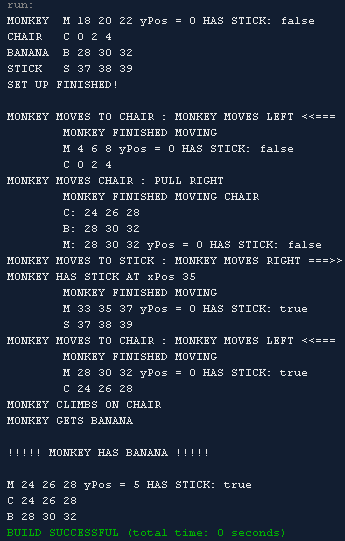 run:
MONKEY  M 18 20 22 yPos = 0 HAS STICK: false
CHAIR   C 0 2 4
BANANA  B 28 30 32
STICK   S 37 38 39
SET UP FINISHED!
MONKEY MOVES TO CHAIR : MONKEY MOVES LEFT <<===
MONKEY FINISHED MOVING
M 4 6 8 yPos = 0 HAS STICK: false
C 0 2 4
MONKEY MOVES CHAIR : PULL RIGHT
MONKEY FINISHED MOVING CHAIR
C: 24 26 28
B: 28 30 32
M: 28 30 32 yPos = 0 HAS STICK: false
MONKEY MOVES TO STICK : MONKEY MOVES RIGHT ===>>
MONKEY HAS STICK AT xPos 35
MONKEY FINISHED MOVING
M 33 35 37 yPos = 0 HAS STICK: true
S 37 38 39
MONKEY MOVES TO CHAIR : MONKEY MOVES LEFT <<===
MONKEY FINISHED MOVING
M 28 30 32 yPos = 0 HAS STICK: true
C 24 26 28
MONKEY CLIMBS ON CHAIR
MONKEY GETS BANANA
!!!!! MONKEY HAS BANANA !!!!!
M 24 26 28 yPos = 5 HAS STICK: true
C 24 26 28
B 28 30 32
BUILD SUCCESSFUL (total time: 0 seconds)